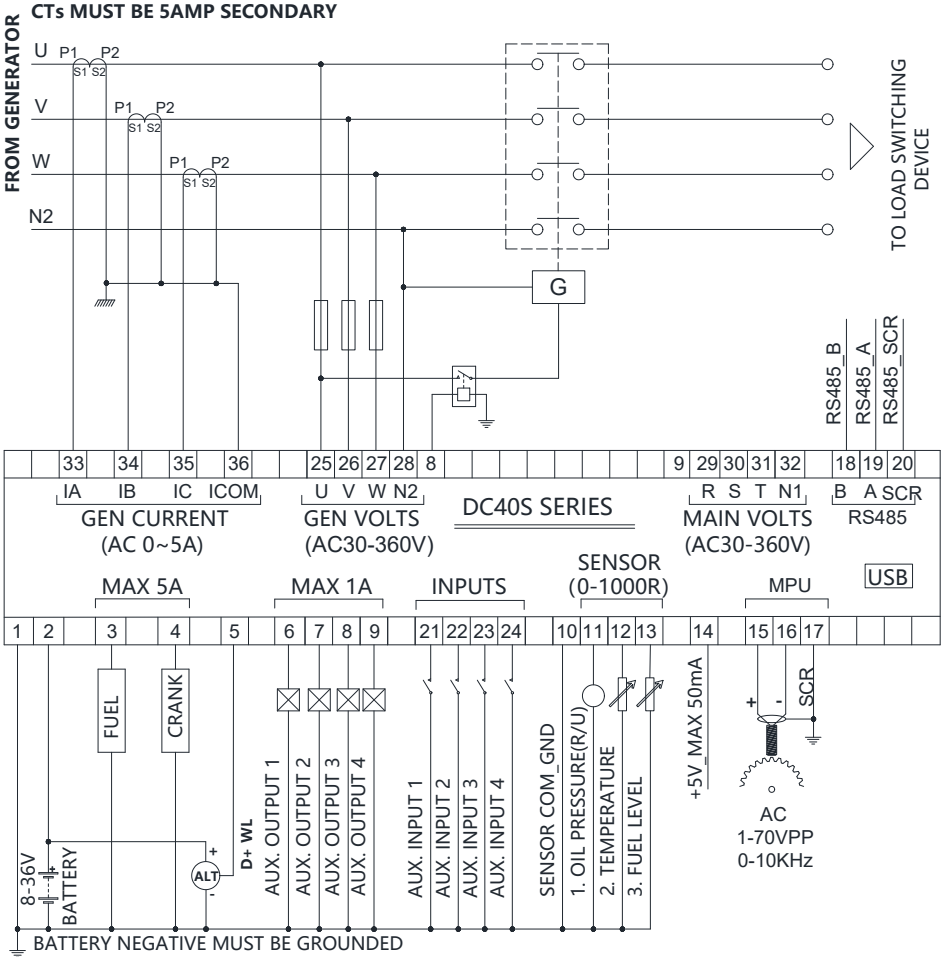 CTs MUST BE 5AMP SECONDARY
FROM GENERATOR
U P1 P2
S1 S2
V P1 P2
S1 S2
W P1 P2
S1 S2
N2
TO LOAD SWITCHING
DEVICE
G
RS485_B
RS485_A
RS485_SCR
33 34 35 36 25 26 27 28 8 9 29 30 31 32 18 19 20
IA IB IC ICOM U V W N2 R S T N1 B A SCR
GEN CURRENT
(AC 0~5A)
GEN VOLTS
(AC30-360V)
DC40S SERIES
MAIN VOLTS
(AC30-360V)
RS485
SENSOR
(0-1000R)
MAX 5A
MAX 1A
INPUTS
MPU
USB
1 2 3 4 5 6 7 8 9 21 22 23 24 10 11 12 13 14 15 16 17
FUEL
CRANK
D+ WL
AUX. OUTPUT 1
AUX. OUTPUT 2
AUX. OUTPUT 3
AUX. OUTPUT 4
AUX. INPUT 1
AUX. INPUT 2
AUX. INPUT 3
AUX. INPUT 4
SENSOR COM_GND
1. OIL PRESSURE(R/U)
2. TEMPERATURE
3. FUEL LEVEL
+5V_MAX 50mA
+ -
SCR
AC
1-70VPP
0-10KHz
8-36V
+
BATTERY
+
ALT
-
BATTERY NEGATIVE MUST BE GROUNDED